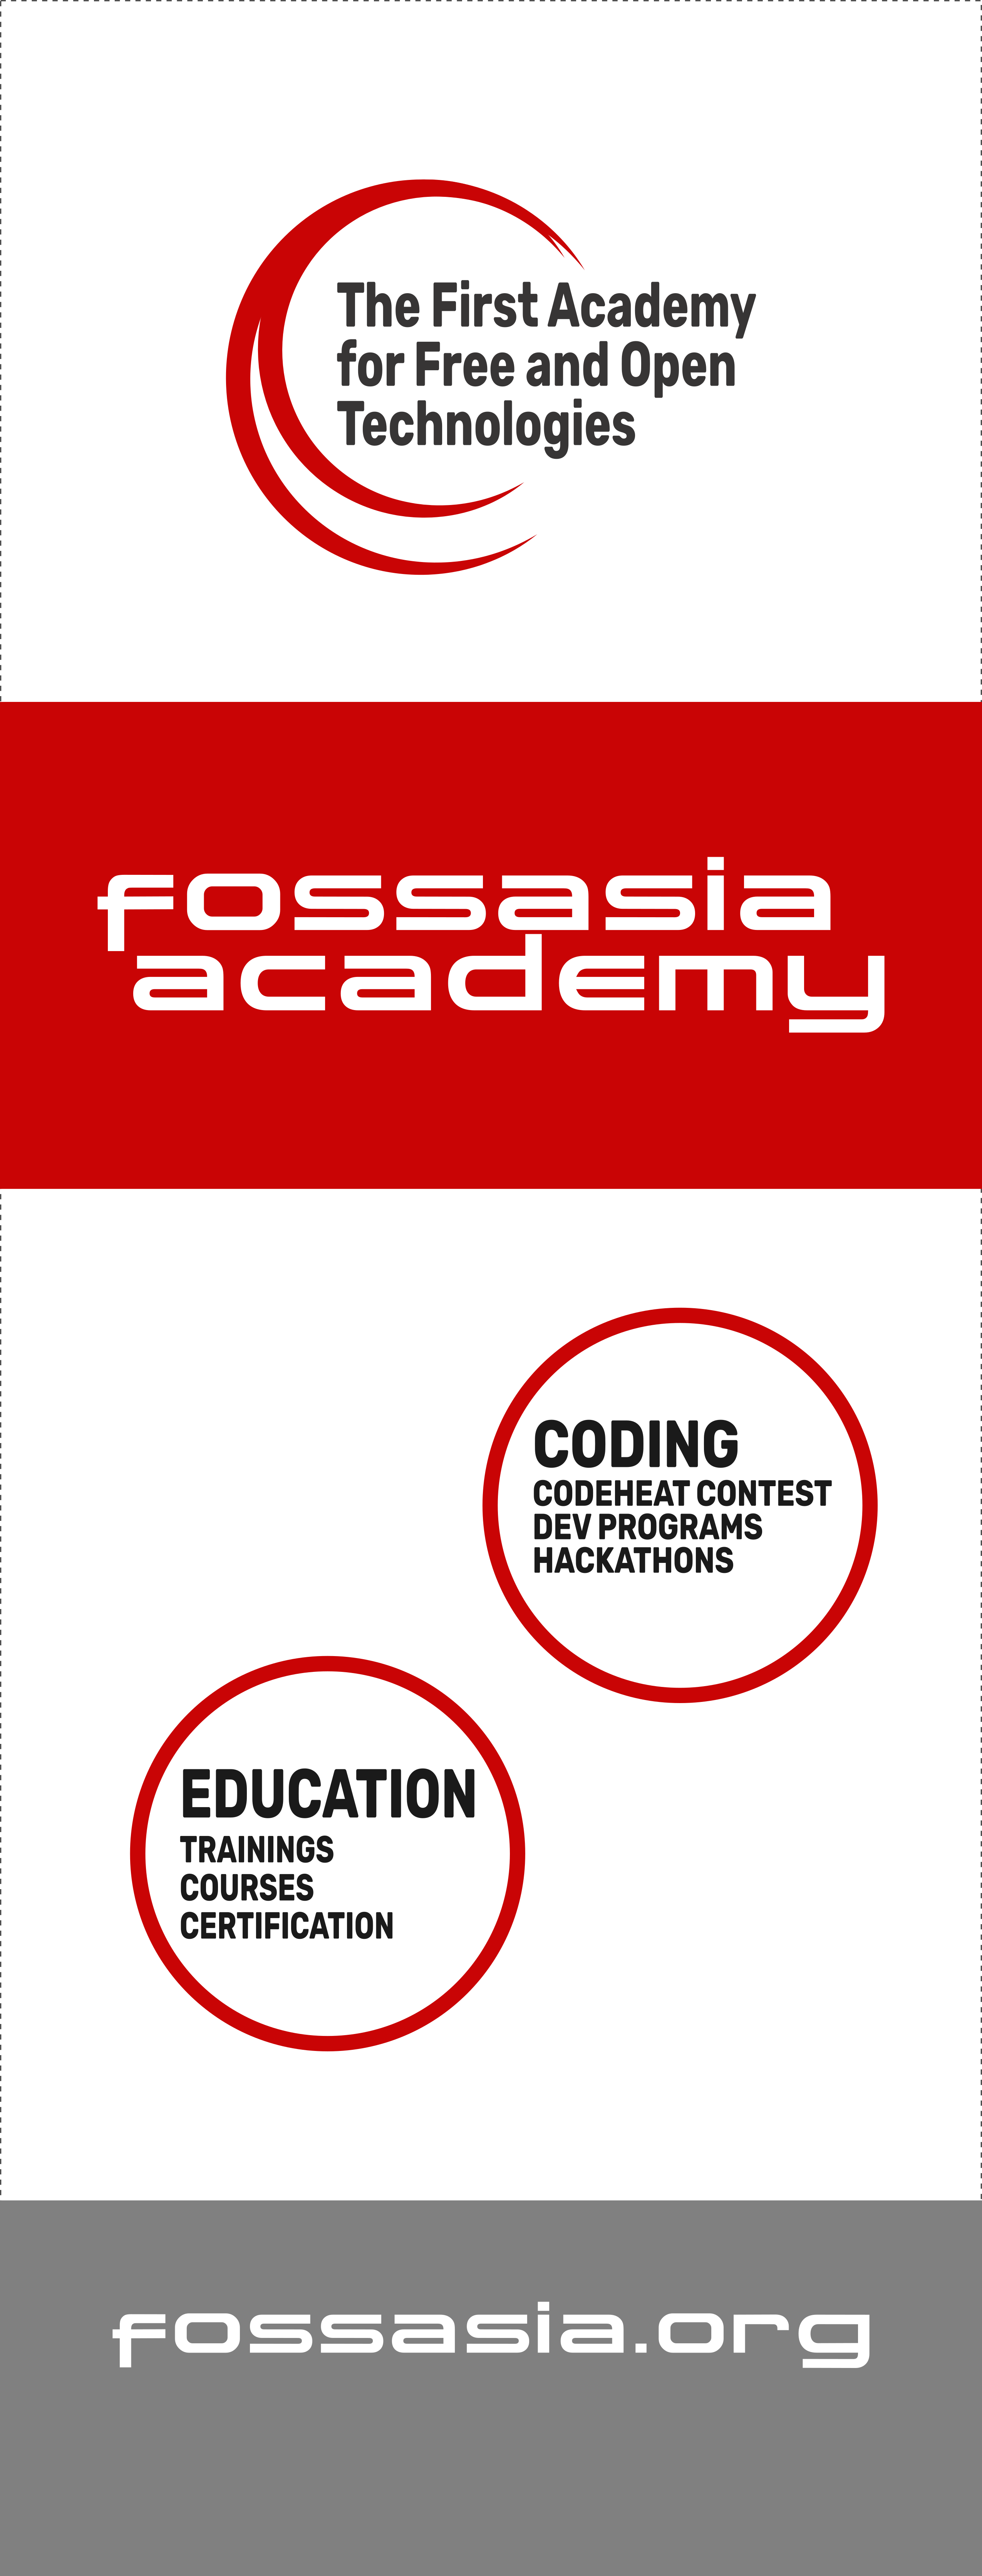 The First Academy
for Free and Open
Technologies
fossasia
academy
CODING
CODEHEAT CONTEST
DEV PROGRAMS
HACKATHONS
EDUCATION
TRAININGS
COURSES
CERTIFICATION
fossasia.org